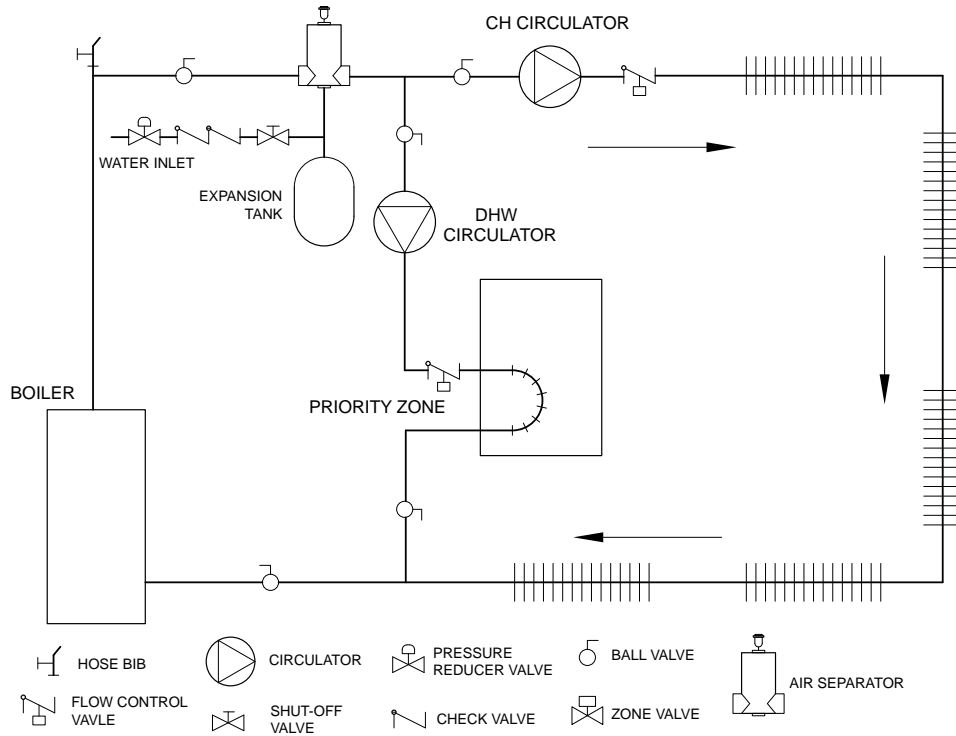 CH CIRCULATOR
WATER INLET
EXPANSION
TANK
DHW
CIRCULATOR
BOILER
PRIORITY ZONE
HOSE BIB
CIRCULATOR
PRESSURE
REDUCER VALVE
BALL VALVE
AIR SEPARATOR
FLOW CONTROL
VAVLE
SHUT-OFF
VALVE
CHECK VALVE
ZONE VALVE